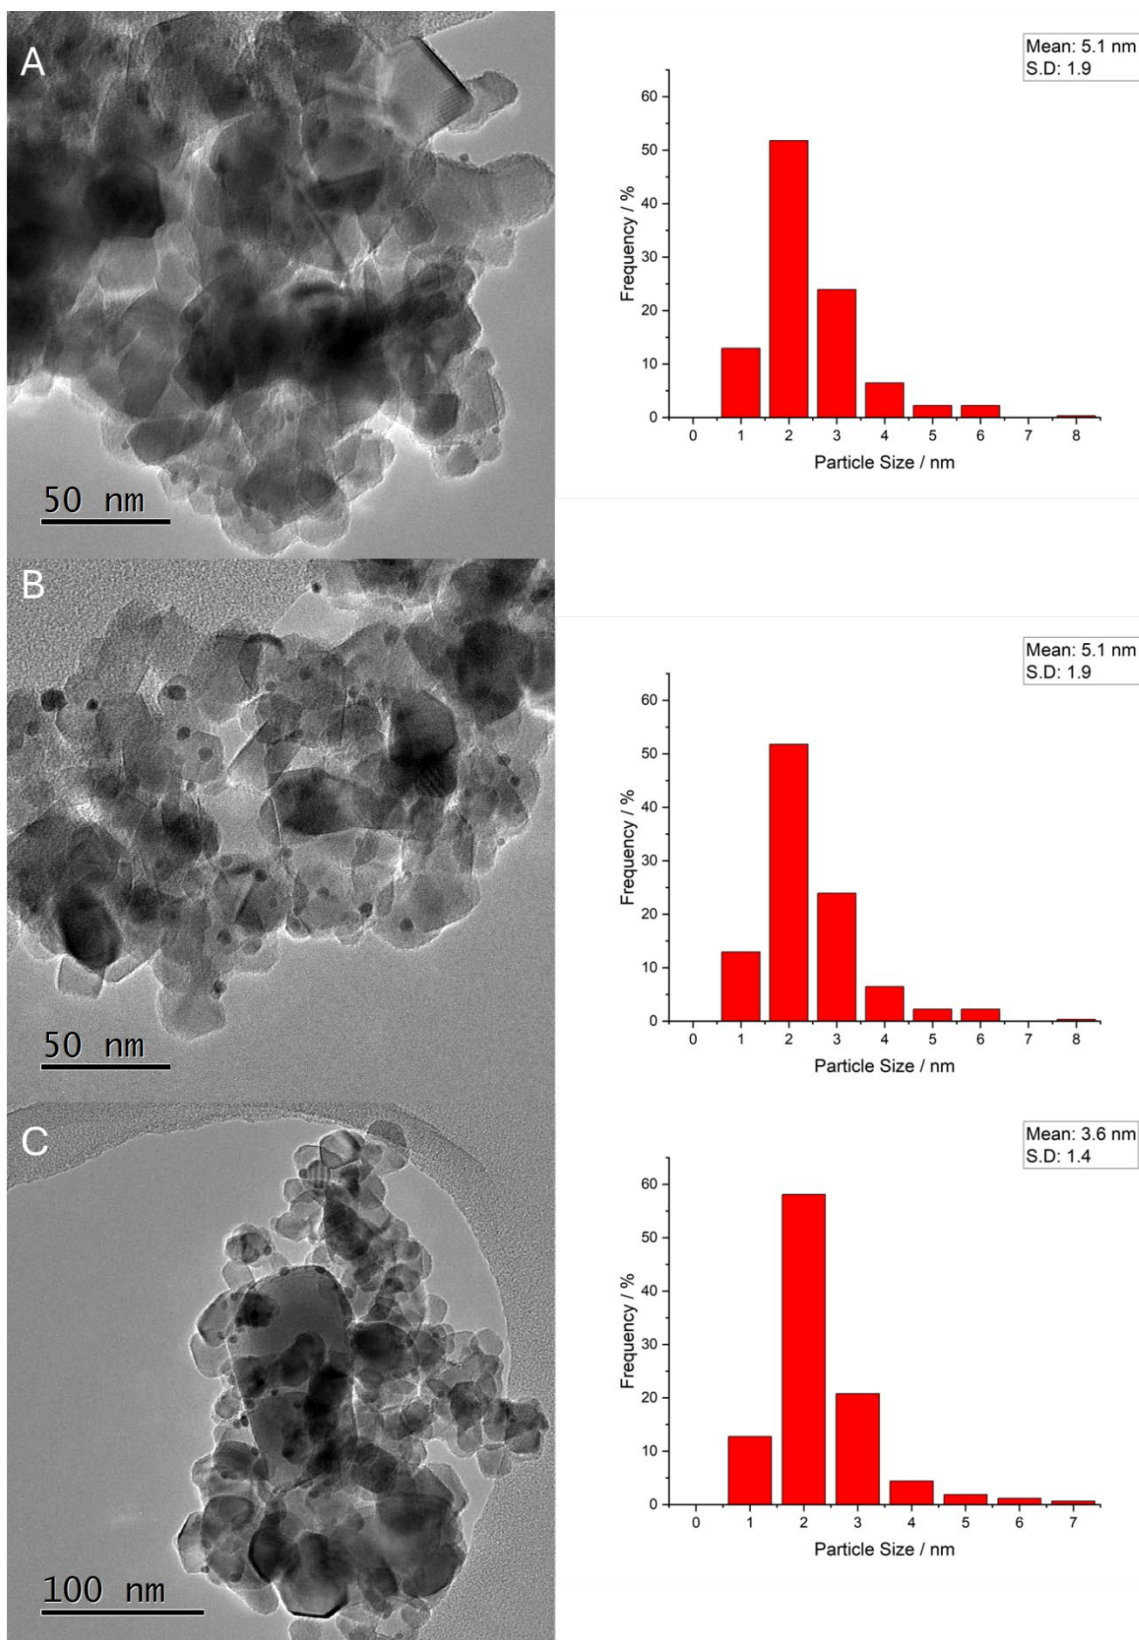 A
Mean: 5.1 nm
S.D: 1.9
60
50
40
30
20
10
0
Frequency / %
0 1 2 3 4 5 6 7 8
Particle Size / nm
50 nm
B
Mean: 5.1 nm
S.D: 1.9
60
50
40
30
20
10
0
Frequency / %
0 1 2 3 4 5 6 7 8
Particle Size / nm
50 nm
C
Mean: 3.6 nm
S.D: 1.4
60
50
40
30
20
10
0
Frequency / %
0 1 2 3 4 5 6 7
Particle Size / nm
100 nm